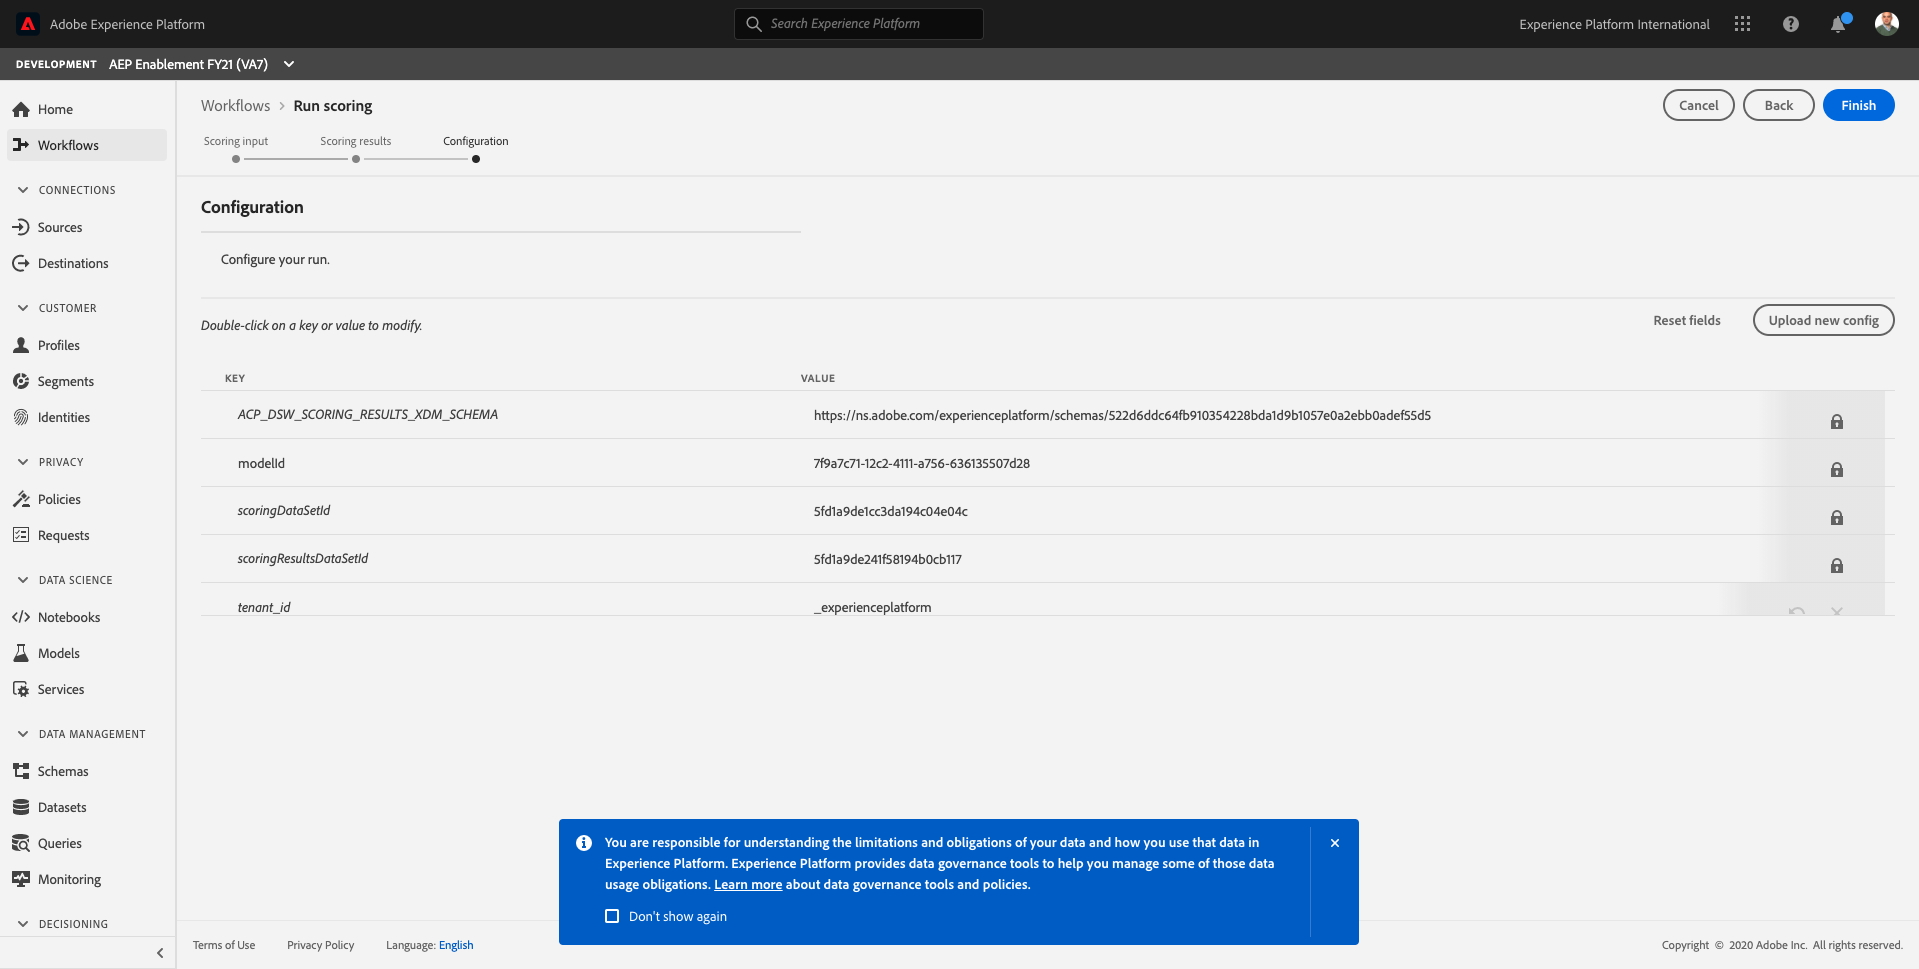 Adobe Experience Platform
Search Experience Platform
Experience Platform International
DEVELOPMENT AEP Enablement FY21 (VA7)
Home
Workflows
CONNECTIONS
Sources
Destinations
CUSTOMER
Profiles
Segments
Identities
PRIVACY
Policies
Requests
DATA SCIENCE
Notebooks
Models
Services
DATA MANAGEMENT
Schemas
Datasets
Queries
Monitoring
DECISIONING
Workflows > Run scoring
Cancel
Back
Finish
Scoring input
Scoring results
Configuration
Configuration
Configure your run.
Double-click on a key or value to modify.
Reset fields
Upload new config
KEY VALUE
ACP_DSW_SCORING_RESULTS_XDM_SCHEMA https://ns.adobe.com/experienceplatform/schemas/522d6ddc64fb910354228bda1d9b1057e0a2ebb0adef55d5
modelId 7f9a7c71-12c2-4111-a756-636135507d28
scoringDataSetId 5fd1a9de1cc3da194c04e04c
scoringResultsDataSetId 5fd1a9de241f58194b0cb117
tenant_id _experienceplatform
You are responsible for understanding the limitations and obligations of your data and how you use that data in
Experience Platform. Experience Platform provides data governance tools to help you manage some of those data
usage obligations. Learn more about data governance tools and policies.
Don't show again
Terms of Use
Privacy Policy
Language: English
Copyright © 2020 Adobe Inc. All rights reserved.